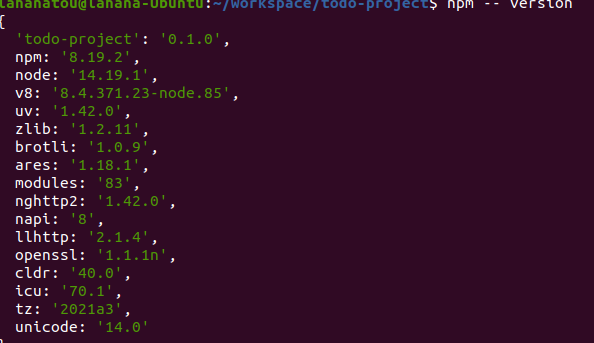 lahanatou@lahana-Ubuntu:~/workspace/todo-project$ npm -- version
{
  'todo-project': '0.1.0',
  npm: '8.19.2',
  node: '14.19.1',
  v8: '8.4.371.23-node.85',
  uv: '1.42.0',
  zlib: '1.2.11',
  brotli: '1.0.9',
  ares: '1.18.1',
  modules: '83',
  nghttp2: '1.42.0',
  napi: '8',
  llhttp: '2.1.4',
  openssl: '1.1.1n',
  cldr: '40.0',
  icu: '70.1',
  tz: '2021a3',
  unicode: '14.0'